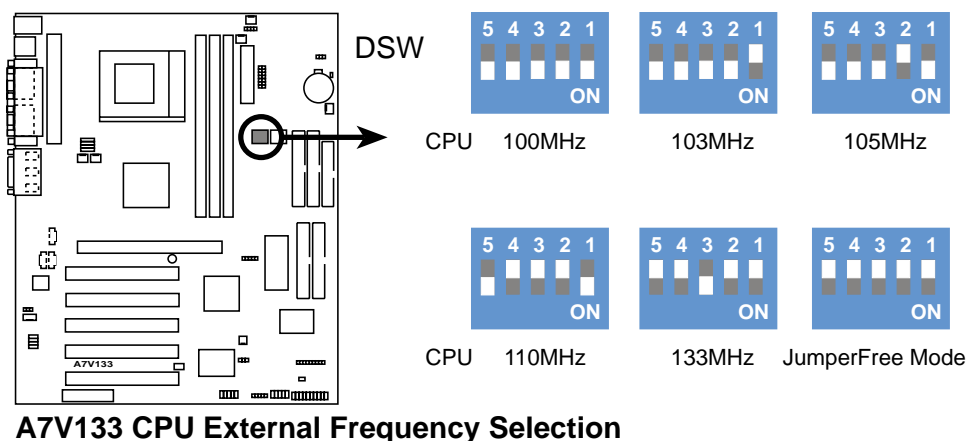 DSW
5 4 3 2 1
ON
5 4 3 2 1
ON
5 4 3 2 1
ON
CPU 100MHz 103MHz 105MHz
5 4 3 2 1
ON
5 4 3 2 1
ON
5 4 3 2 1
ON
CPU 110MHz 133MHz JumperFree Mode
A7V133
A7V133 CPU External Frequency Selection